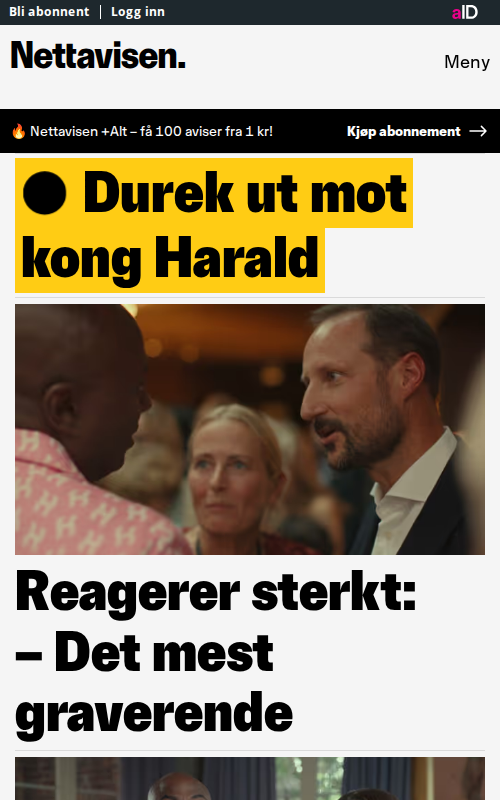 Bli abonnent | Logg inn
aID
Nettavisen.
Meny
🔥 Nettavisen +Alt – få 100 aviser fra 1 kr!
Kjøp abonnement →
● Durek ut mot
kong Harald
Reagerer sterkt:
– Det mest
graverende